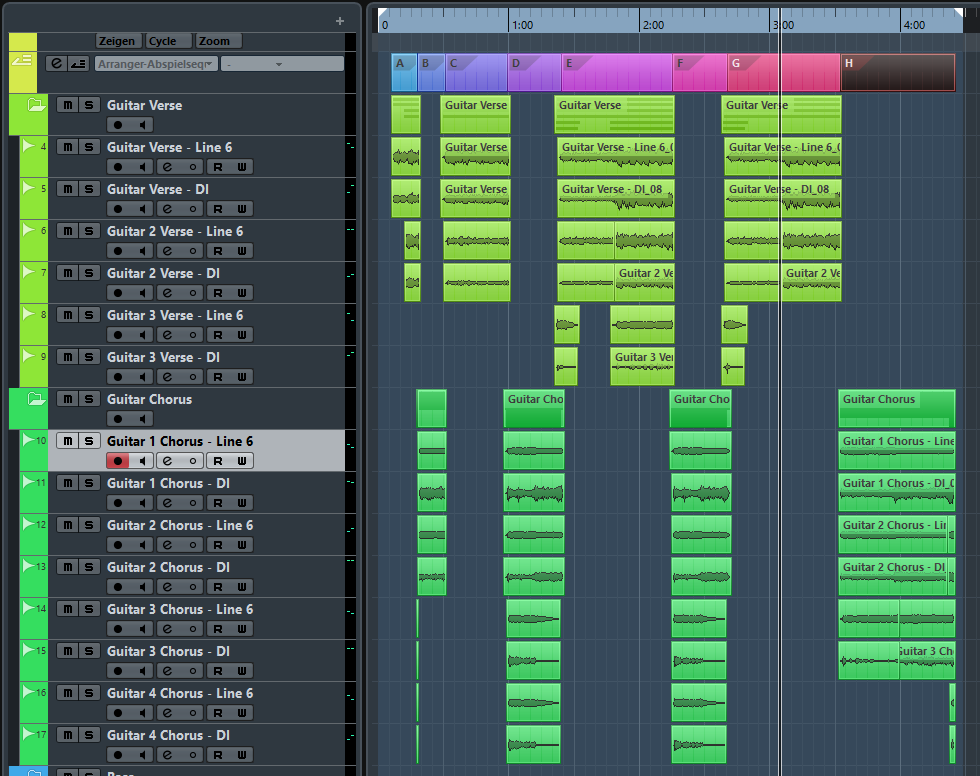 +
0 1:00 2:00 3:00 4:00
Zeigen Cycle Zoom
e Arranger-Abspielseq -
A B C D E F G H
m S Guitar Verse
Guitar Verse Guitar Verse Guitar Verse
4 m S Guitar Verse - Line 6
e R W
Guitar Verse Guitar Verse - Line 6_0 Guitar Verse - Line 6_0
5 m S Guitar Verse - DI
e R W
Guitar Verse Guitar Verse - DI_08 Guitar Verse - DI_08
6 m S Guitar 2 Verse - Line 6
e R W
7 m S Guitar 2 Verse - DI
e R W
Guitar 2 Ve Guitar 2 Ve
8 m S Guitar 3 Verse - Line 6
e R W
9 m S Guitar 3 Verse - DI
e R W
Guitar 3 Ver
m S Guitar Chorus
Guitar Cho Guitar Cho Guitar Chorus
10 m S Guitar 1 Chorus - Line 6
e R W
Guitar 1 Chorus - Line
11 m S Guitar 1 Chorus - DI
e R W
Guitar 1 Chorus - DI_0
12 m S Guitar 2 Chorus - Line 6
e R W
Guitar 2 Chorus - Lin
13 m S Guitar 2 Chorus - DI
e R W
Guitar 2 Chorus - DI
14 m S Guitar 3 Chorus - Line 6
e R W
15 m S Guitar 3 Chorus - DI
e R W
Guitar 3 Ch
16 m S Guitar 4 Chorus - Line 6
e R W
17 m S Guitar 4 Chorus - DI
e R W